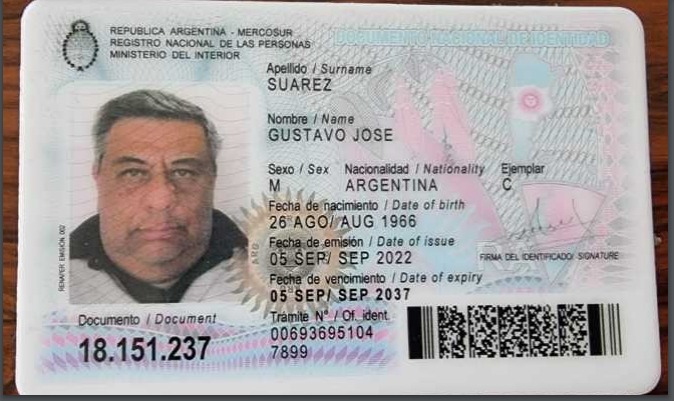 REPUBLICA ARGENTINA - MERCOSUR
REGISTRO NACIONAL DE LAS PERSONAS
MINISTERIO DEL INTERIOR
DOCUMENTO NACIONAL DE IDENTIDAD
Apellido / Surname
SUAREZ
Nombre / Name
GUSTAVO JOSE
Sexo / Sex Nacionalidad / Nationality Ejemplar
M ARGENTINA C
Fecha de nacimiento / Date of birth
26 AGO/ AUG 1966
Fecha de emisión / Date of issue
05 SEP/ SEP 2022
FIRMA DEL IDENTIFICADO/ SIGNATURE
Fecha de vencimiento / Date of expiry
05 SEP/ SEP 2037
Documento / Document
18.151.237
Trámite N° / Of. ident.
00693695104
7899
ARG
RENAPER EMISION 002